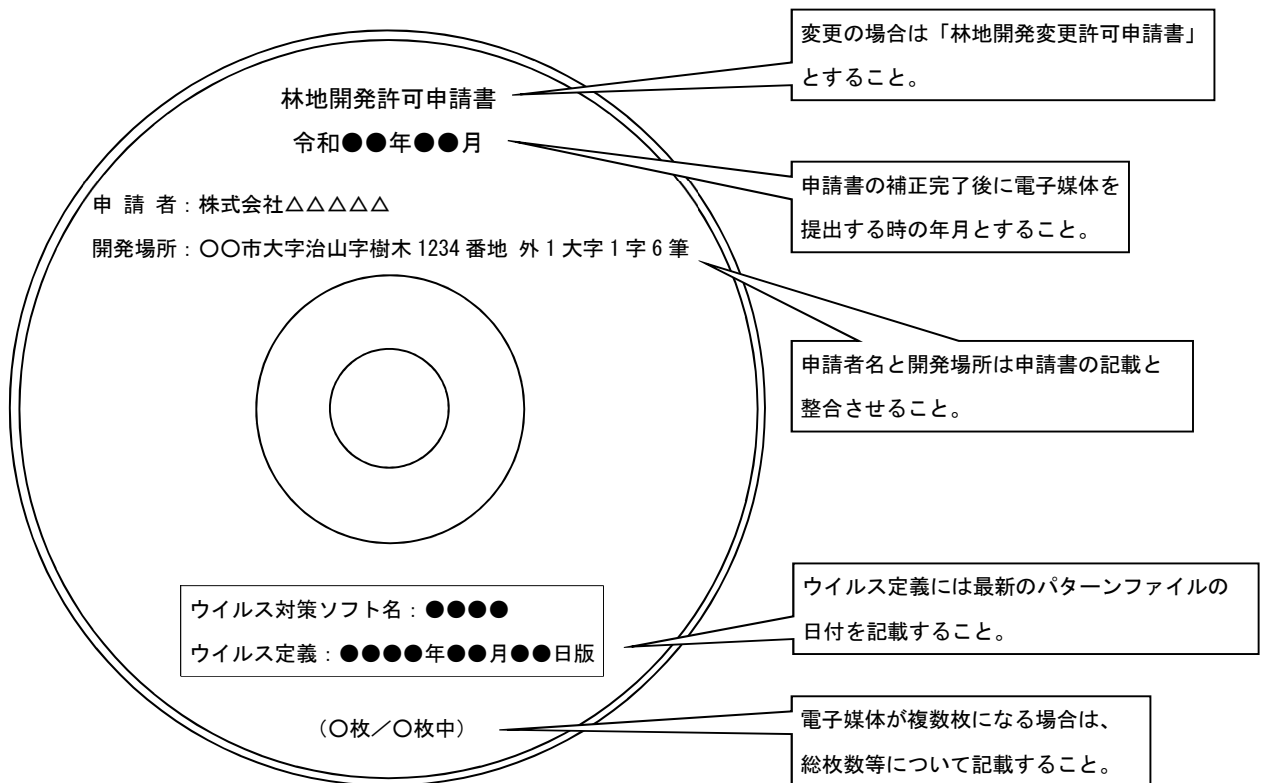 林地開発許可申請書
令和●●年●●月
申 請 者：株式会社△△△△△
開発場所：〇〇市大字治山字樹木 1234 番地 外 1 大字 1 字 6 筆
ウイルス対策ソフト名：●●●●
ウイルス定義：●●●●年●●月●●日版
（〇枚／〇枚中）
変更の場合は「林地開発変更許可申請書」
とすること。
申請書の補正完了後に電子媒体を
提出する時の年月とすること。
申請者名と開発場所は申請書の記載と
整合させること。
ウイルス定義には最新のパターンファイルの
日付を記載すること。
電子媒体が複数枚になる場合は、
総枚数等について記載すること。